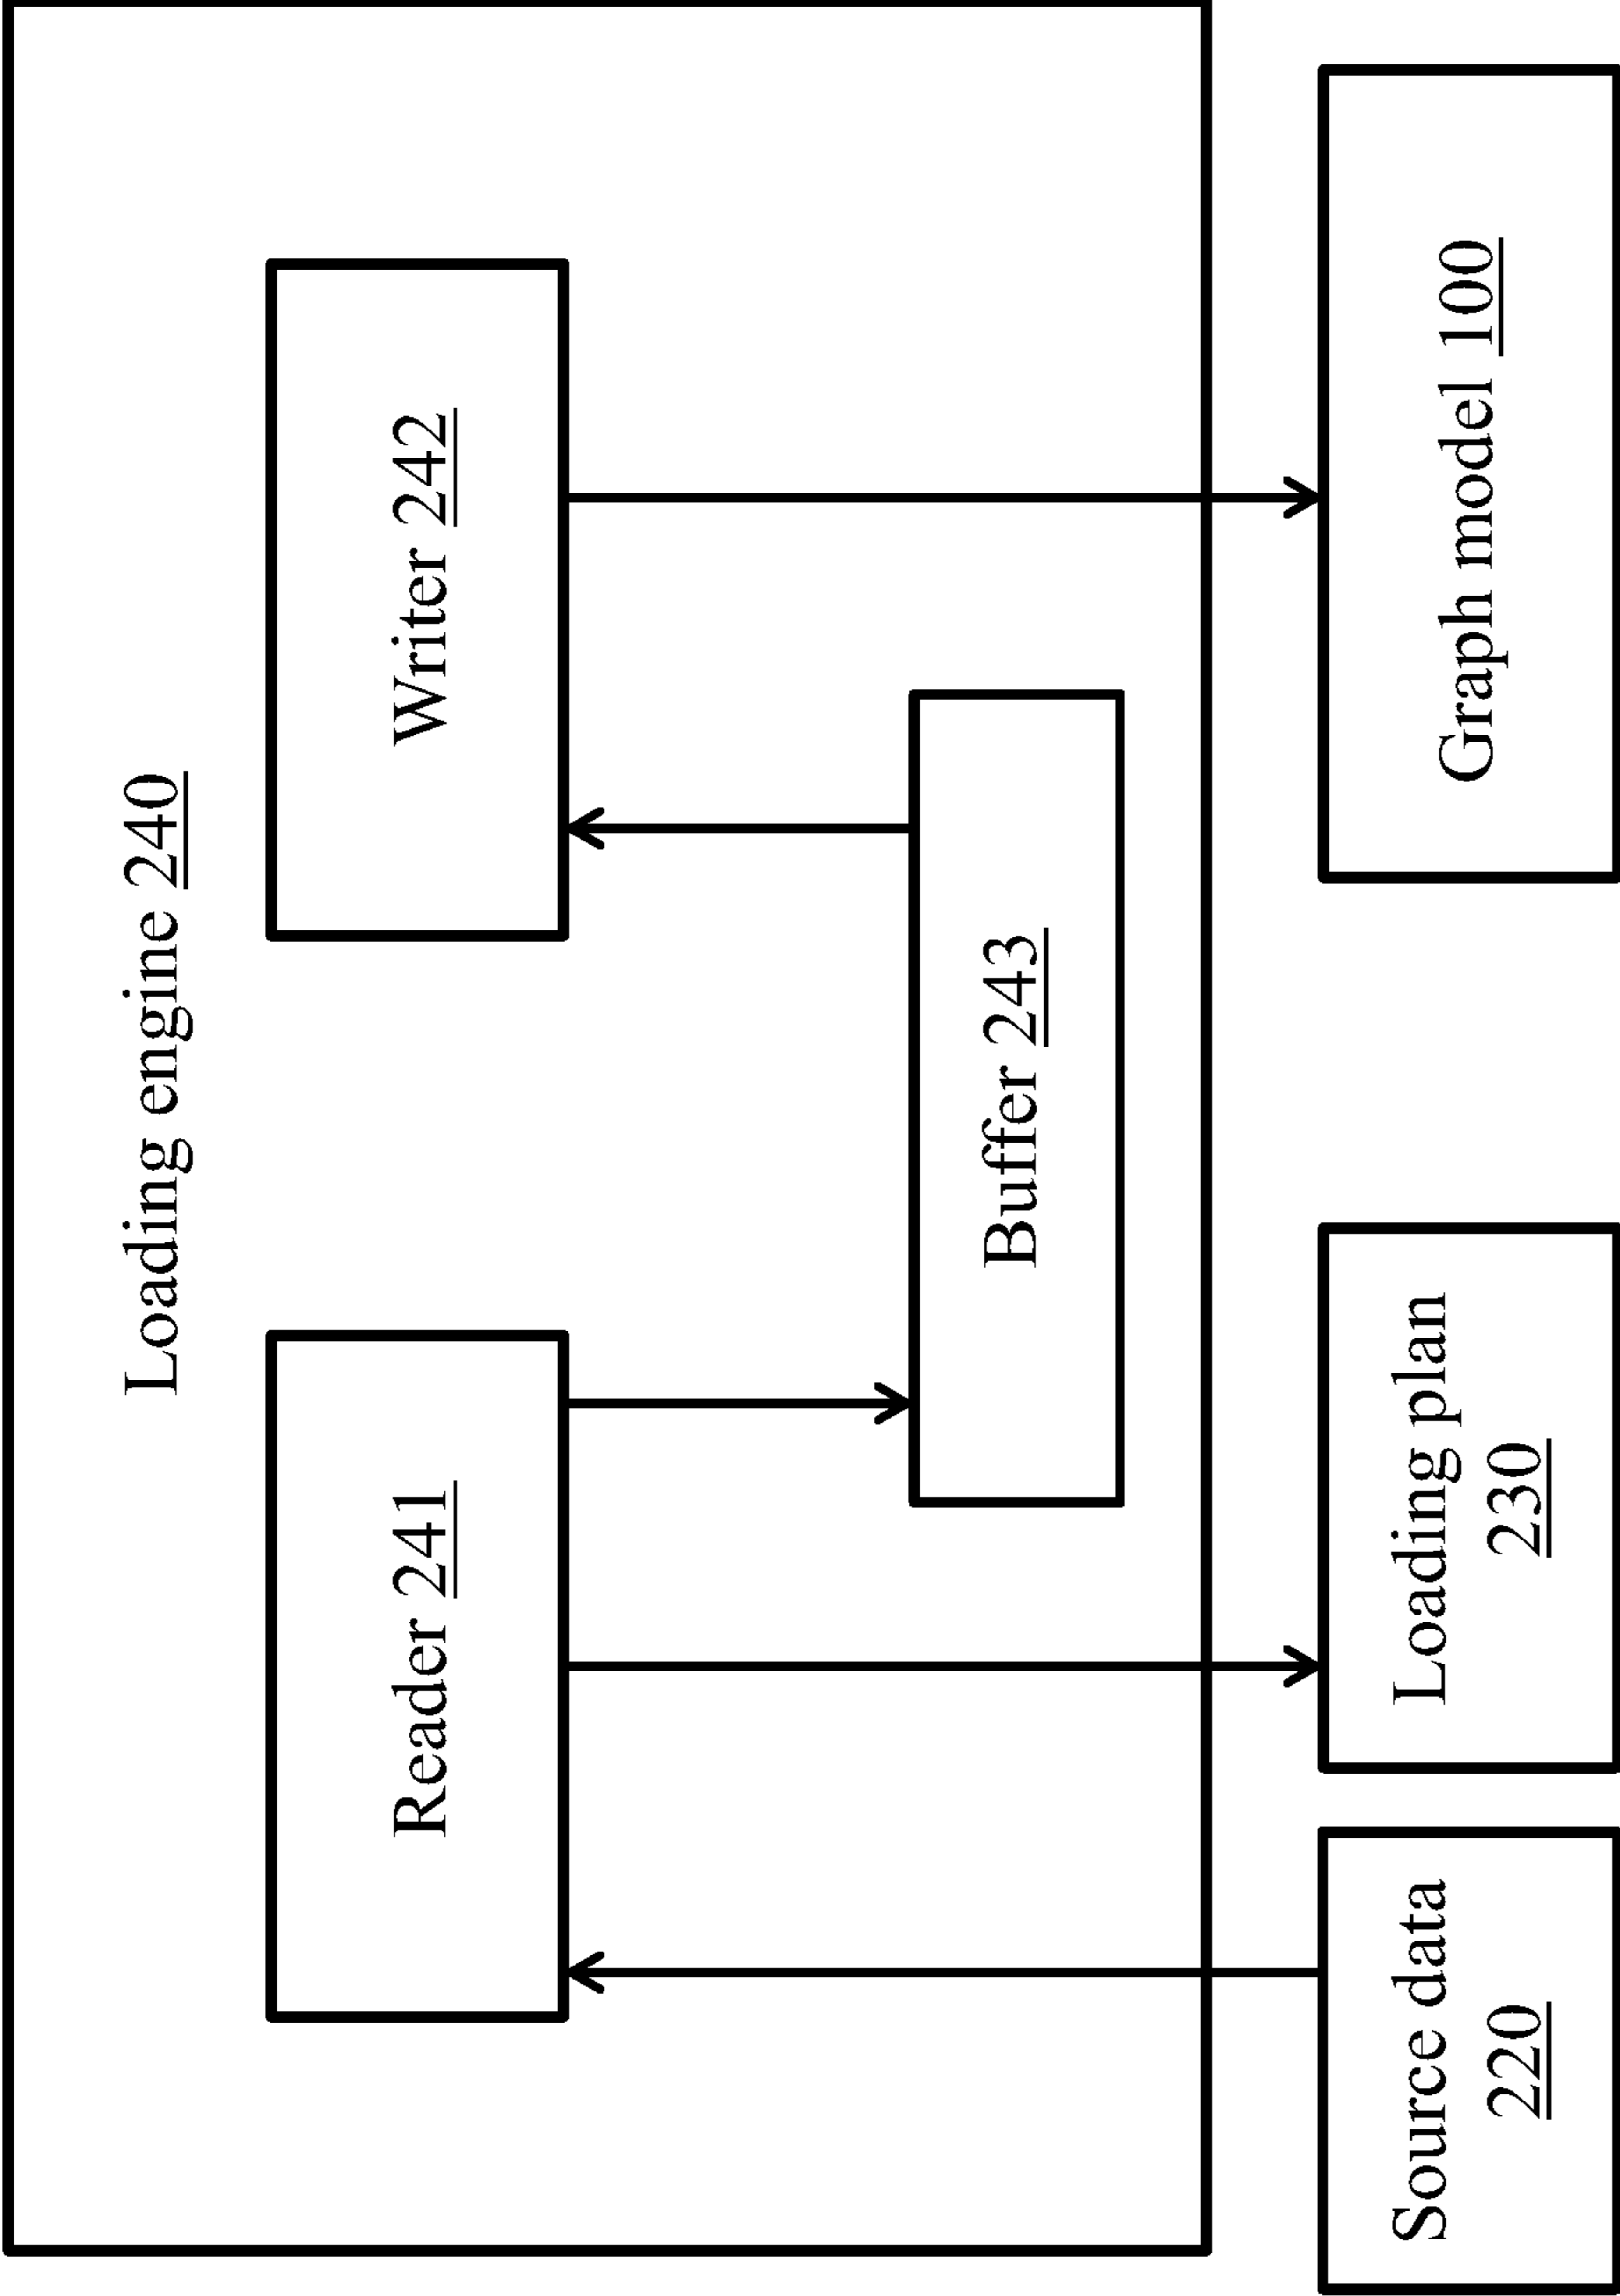 Loading engine 240
Reader 241
Writer 242
Buffer 243
Source data
220
Loading plan
230
Graph model 100